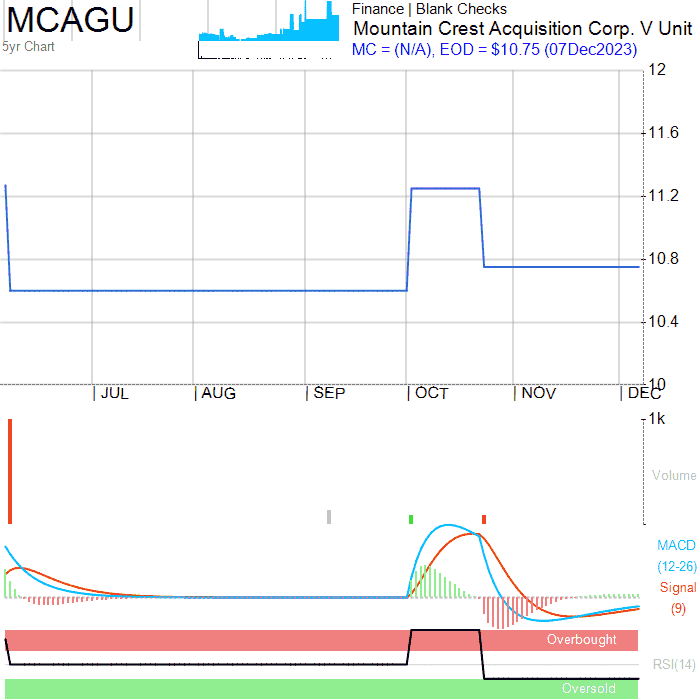 MCAGU
5yr Chart
Finance | Blank Checks
Mountain Crest Acquisition Corp. V Unit
MC = (N/A), EOD = $10.75 (07Dec2023)
12
11.6
11.2
10.8
10.4
10
JUL
AUG
SEP
OCT
NOV
DEC
1k
Volume
MACD
(12-26)
Signal
(9)
Overbought
RSI(14)
Oversold